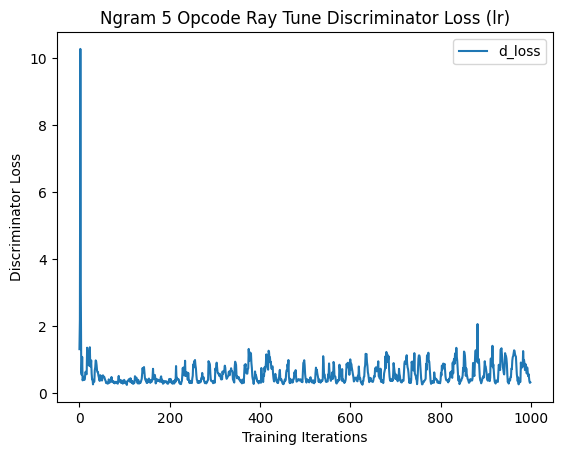 Ngram 5 Opcode Ray Tune Discriminator Loss (lr)
d_loss
Discriminator Loss
10
8
6
4
2
0
0 200 400 600 800 1000
Training Iterations